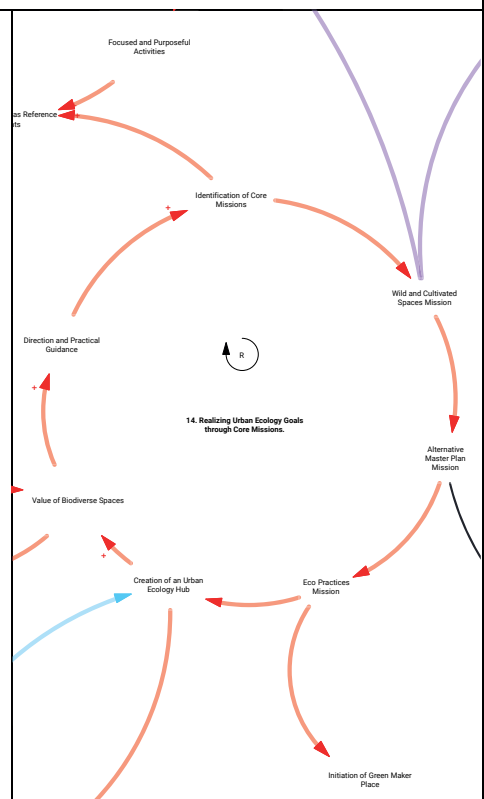 Focused and Purposeful
Activities
as Reference
ts
+
Identification of Core
Missions
+
Wild and Cultivated
Spaces Mission
Direction and Practical
Guidance
R
+
14. Realizing Urban Ecology Goals
through Core Missions.
Alternative
Master Plan
Mission
Value of Biodiverse Spaces
+
Creation of an Urban
Ecology Hub
Eco Practices
Mission
Initiation of Green Maker
Place